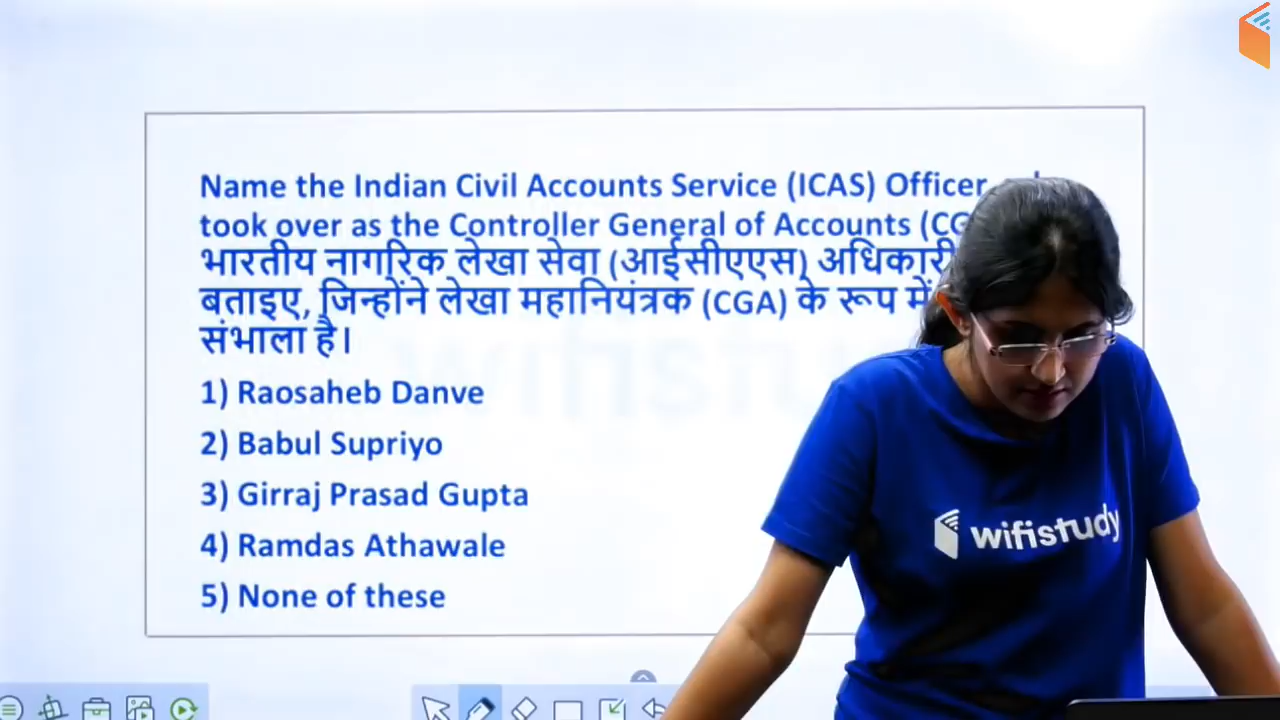 Name the Indian Civil Accounts Service (ICAS) Officer
took over as the Controller General of Accounts (CG
भारतीय नागरिक लेखा सेवा (आईसीएएस) अधिकारी
बताइए, जिन्होंने लेखा महानियंत्रक (CGA) के रूप में
संभाला है।
1) Raosaheb Danve
2) Babul Supriyo
3) Girraj Prasad Gupta
4) Ramdas Athawale
5) None of these
wifistudy
wifistudy